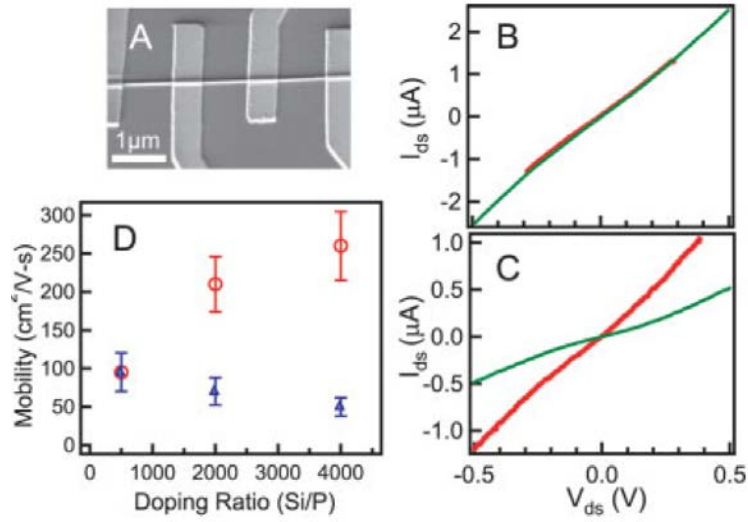 A
1μm
B
I_ds (μA)
2
1
0
-1
-2
D
Mobility (cm²/V-s)
300
250
200
150
100
50
0
0
1000
2000
3000
4000
Doping Ratio (Si/P)
C
I_ds (μA)
1.0
0.5
0.0
-0.5
-1.0
-0.5
0.0
0.5
V_ds (V)